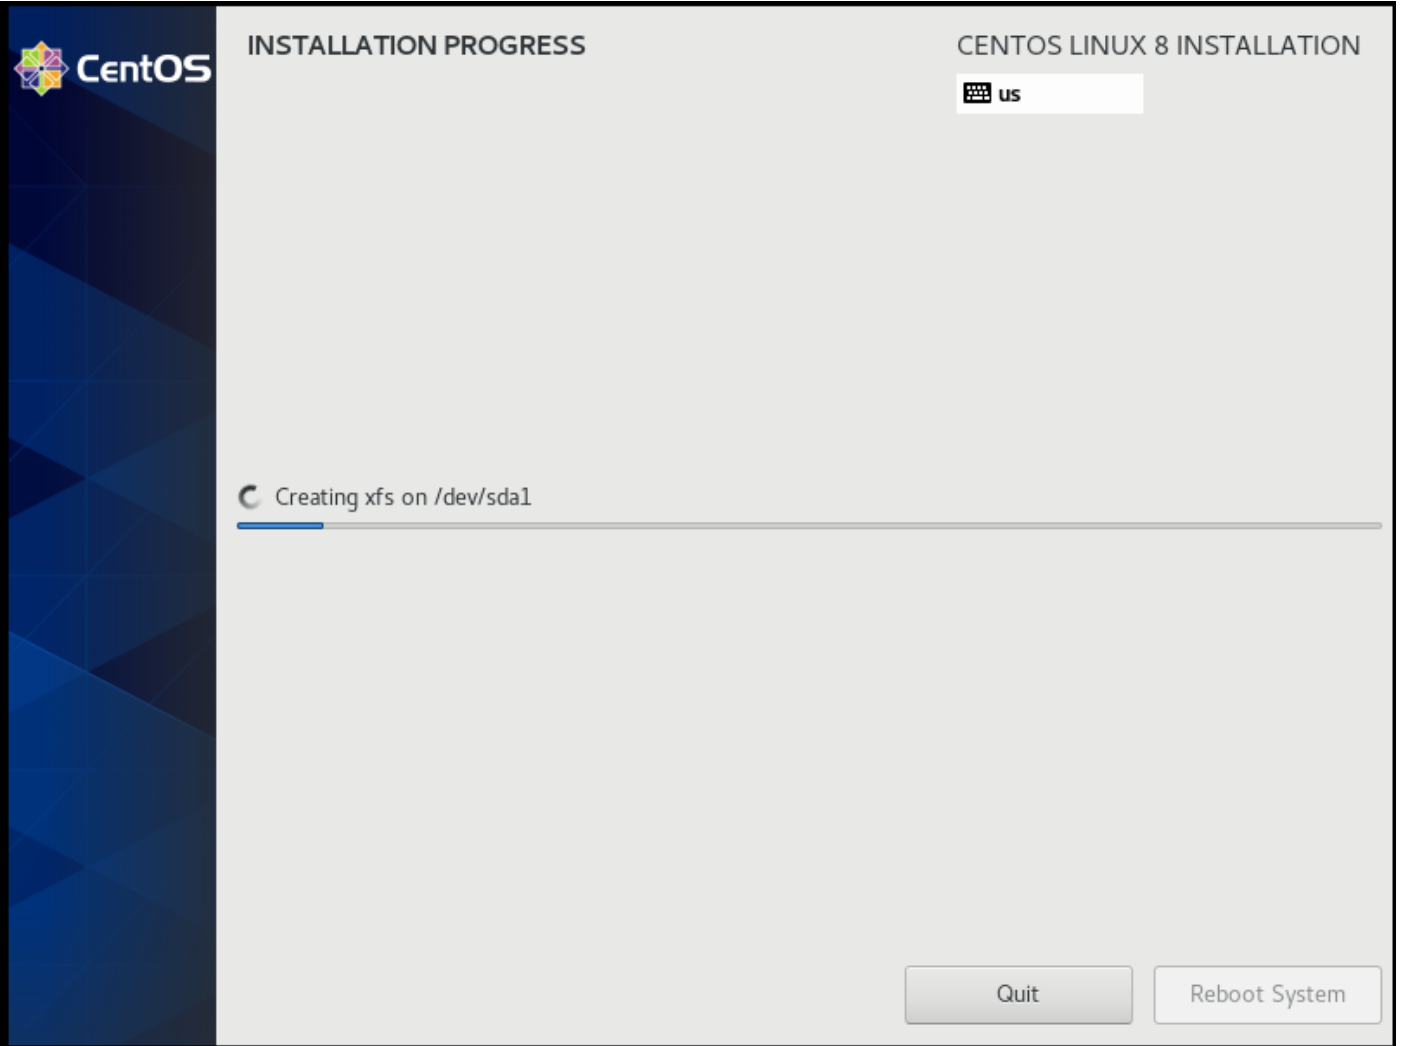 CentOS
INSTALLATION PROGRESS
CENTOS LINUX 8 INSTALLATION
us
Creating xfs on /dev/sda1
Quit
Reboot System